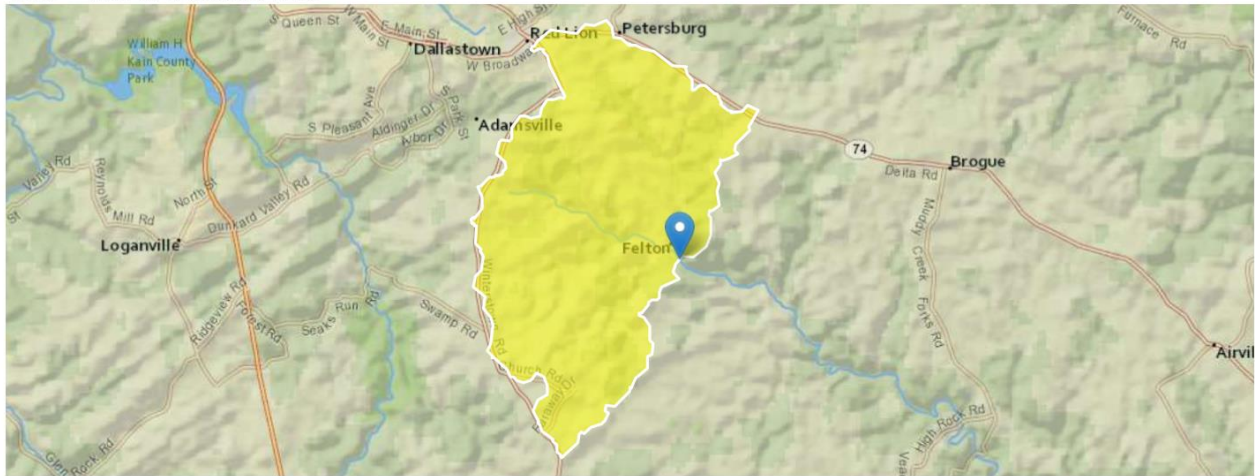 S Queen St
W Main St
E Main St
E High St
Red Lion
Petersburg
Furnace Rd
William H
Kain County
Park
Dallastown
W Broadway
S Pleasant Ave
Aldinger Dr
Arbor Dr
S Park St
Adamsville
74
Brogue
Delta Rd
Valley Rd
St
Reynolds
Mill Rd
North St
Dunkard Valley Rd
Loganville
Felton
Muddy
Creek
Forks Rd
Ridgeview Rd
Forest Rd
Seaks Run Rd
Swamp Rd
Church Rd
Airvil
High Rock Rd
Glen
Rock Rd